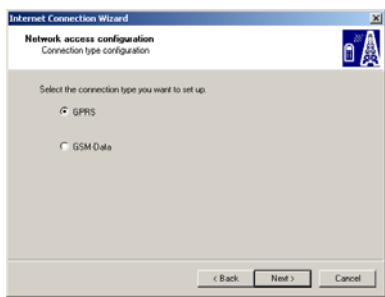 Internet Connection Wizard
Network access configuration
Connection type configuration
Select the connection type you want to set up.
GPRS
GSM-Data
< Back
Next >
Cancel